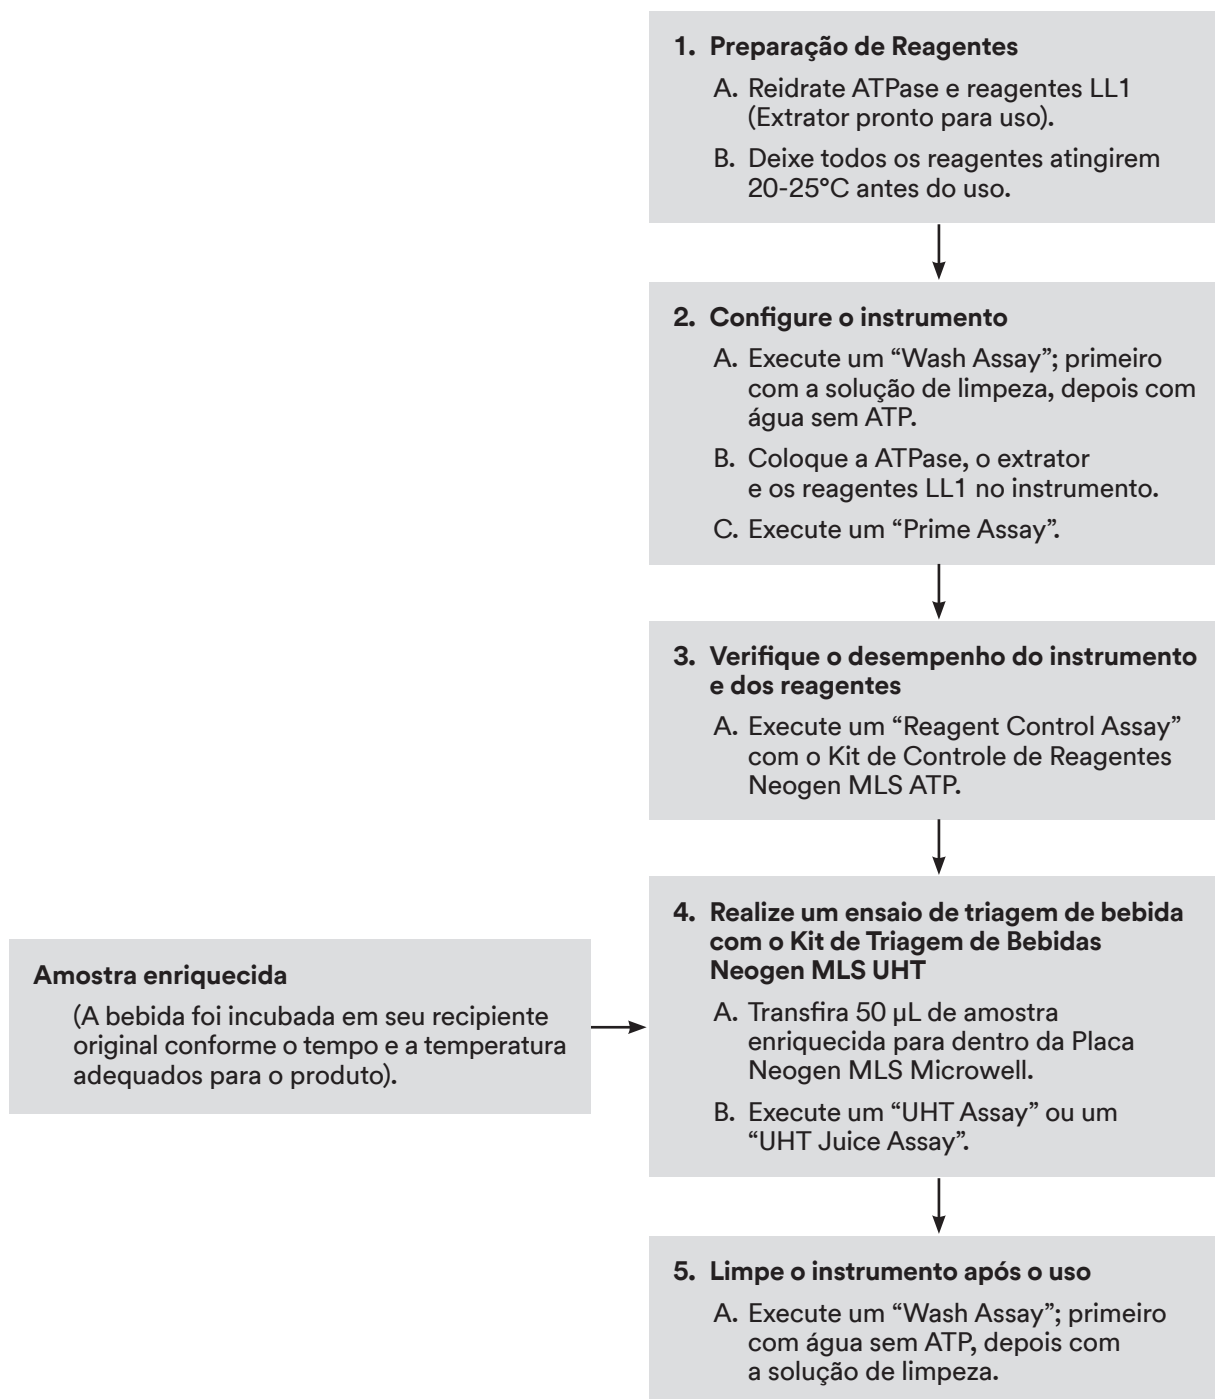 1. Preparação de Reagentes
A. Reidrate ATPase e reagentes LL1
(Extrator pronto para uso).
B. Deixe todos os reagentes atingirem
20-25°C antes do uso.
2. Configure o instrumento
A. Execute um “Wash Assay”; primeiro
com a solução de limpeza, depois com
água sem ATP.
B. Coloque a ATPase, o extrator
e os reagentes LL1 no instrumento.
C. Execute um “Prime Assay”.
3. Verifique o desempenho do instrumento
e dos reagentes
A. Execute um “Reagent Control Assay”
com o Kit de Controle de Reagentes
Neogen MLS ATP.
Amostra enriquecida
(A bebida foi incubada em seu recipiente
original conforme o tempo e a temperatura
adequados para o produto).
4. Realize um ensaio de triagem de bebida
com o Kit de Triagem de Bebidas
Neogen MLS UHT
A. Transfira 50 µL de amostra
enriquecida para dentro da Placa
Neogen MLS Microwell.
B. Execute um “UHT Assay” ou um
“UHT Juice Assay”.
5. Limpe o instrumento após o uso
A. Execute um “Wash Assay”; primeiro
com água sem ATP, depois com
a solução de limpeza.